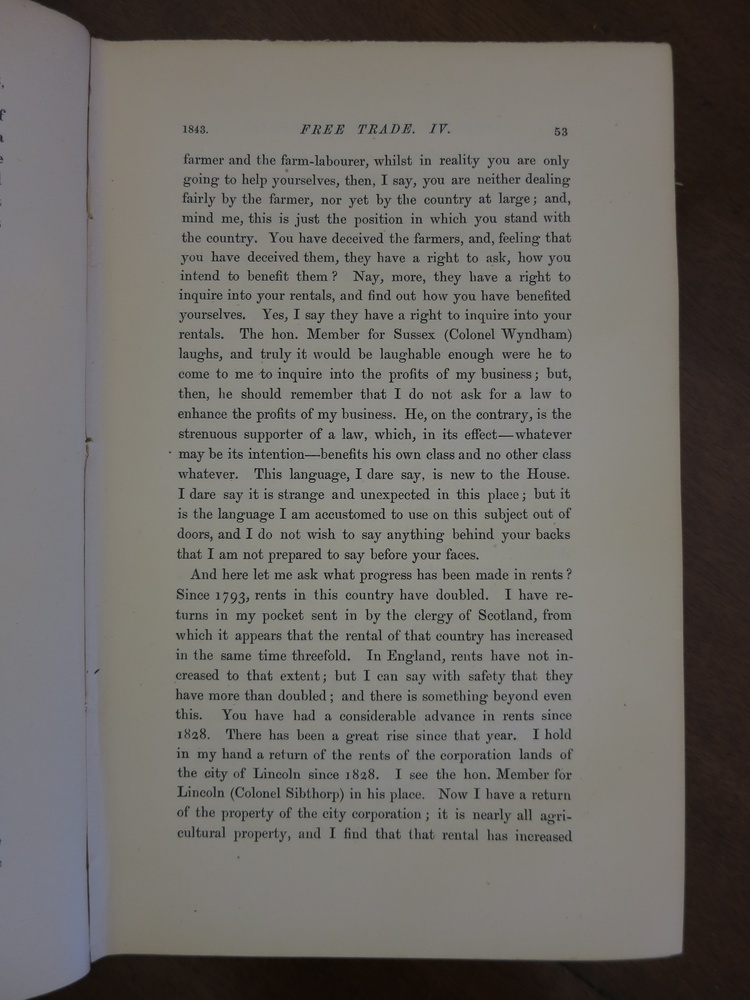 1843. FREE TRADE. IV. 53
farmer and the farm-labourer, whilst in reality you are only
going to help yourselves, then, I say, you are neither dealing
fairly by the farmer, nor yet by the country at large; and,
mind me, this is just the position in which you stand with
the country. You have deceived the farmers, and, feeling that
you have deceived them, they have a right to ask, how you
intend to benefit them? Nay, more, they have a right to
inquire into your rentals, and find out how you have benefited
yourselves. Yes, I say they have a right to inquire into your
rentals. The hon. Member for Sussex (Colonel Wyndham)
laughs, and truly it would be laughable enough were he to
come to me to inquire into the profits of my business; but,
then, he should remember that I do not ask for a law to
enhance the profits of my business. He, on the contrary, is the
strenuous supporter of a law, which, in its effect—whatever
may be its intention—benefits his own class and no other class
whatever. This language, I dare say, is new to the House.
I dare say it is strange and unexpected in this place; but it
is the language I am accustomed to use on this subject out of
doors, and I do not wish to say anything behind your backs
that I am not prepared to say before your faces.
And here let me ask what progress has been made in rents?
Since 1793, rents in this country have doubled. I have re-
turns in my pocket sent in by the clergy of Scotland, from
which it appears that the rental of that country has increased
in the same time threefold. In England, rents have not in-
creased to that extent; but I can say with safety that they
have more than doubled; and there is something beyond even
this. You have had a considerable advance in rents since
1828. There has been a great rise since that year. I hold
in my hand a return of the rents of the corporation lands of
the city of Lincoln since 1828. I see the hon. Member for
Lincoln (Colonel Sibthorp) in his place. Now I have a return
of the property of the city corporation; it is nearly all agri-
cultural property, and I find that that rental has increased